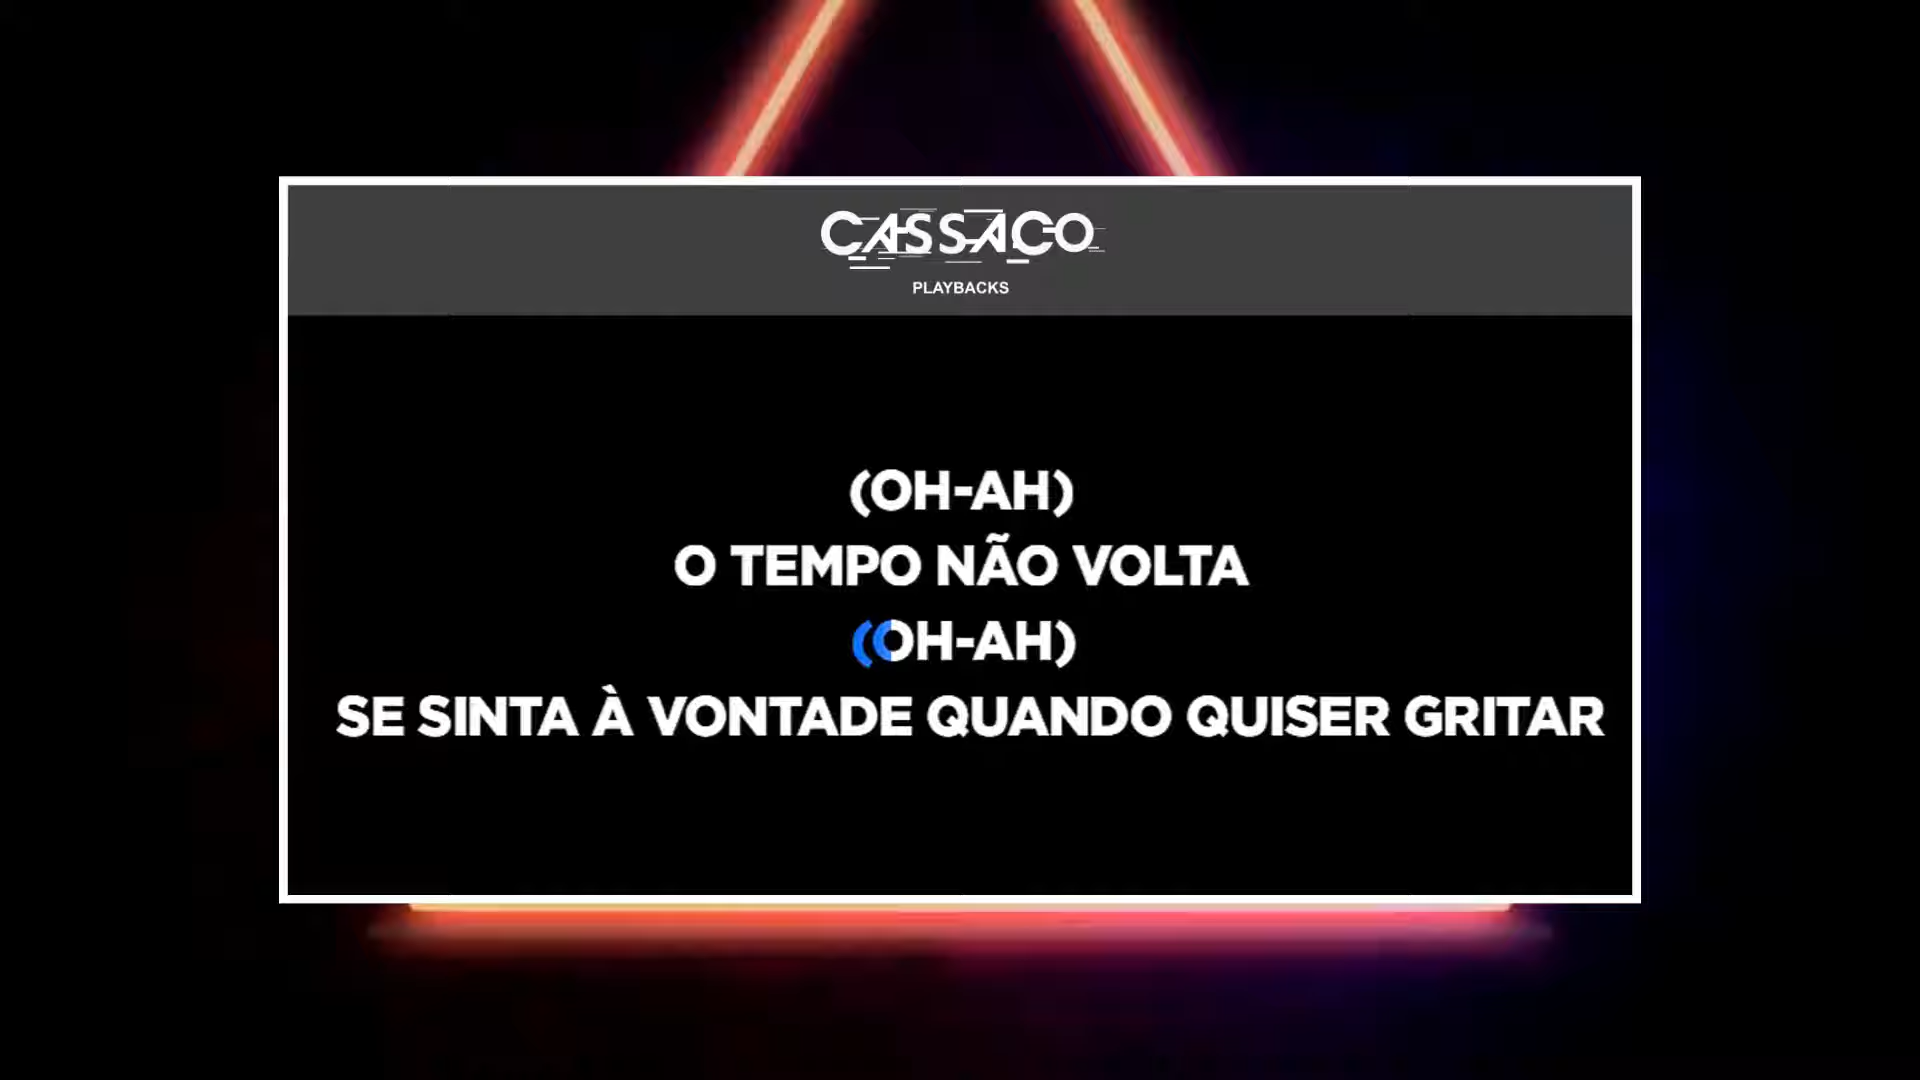 CASSACO
PLAYBACKS
(OH-AH)
O TEMPO NÃO VOLTA
(OH-AH)
SE SINTA À VONTADE QUANDO QUISER GRITAR